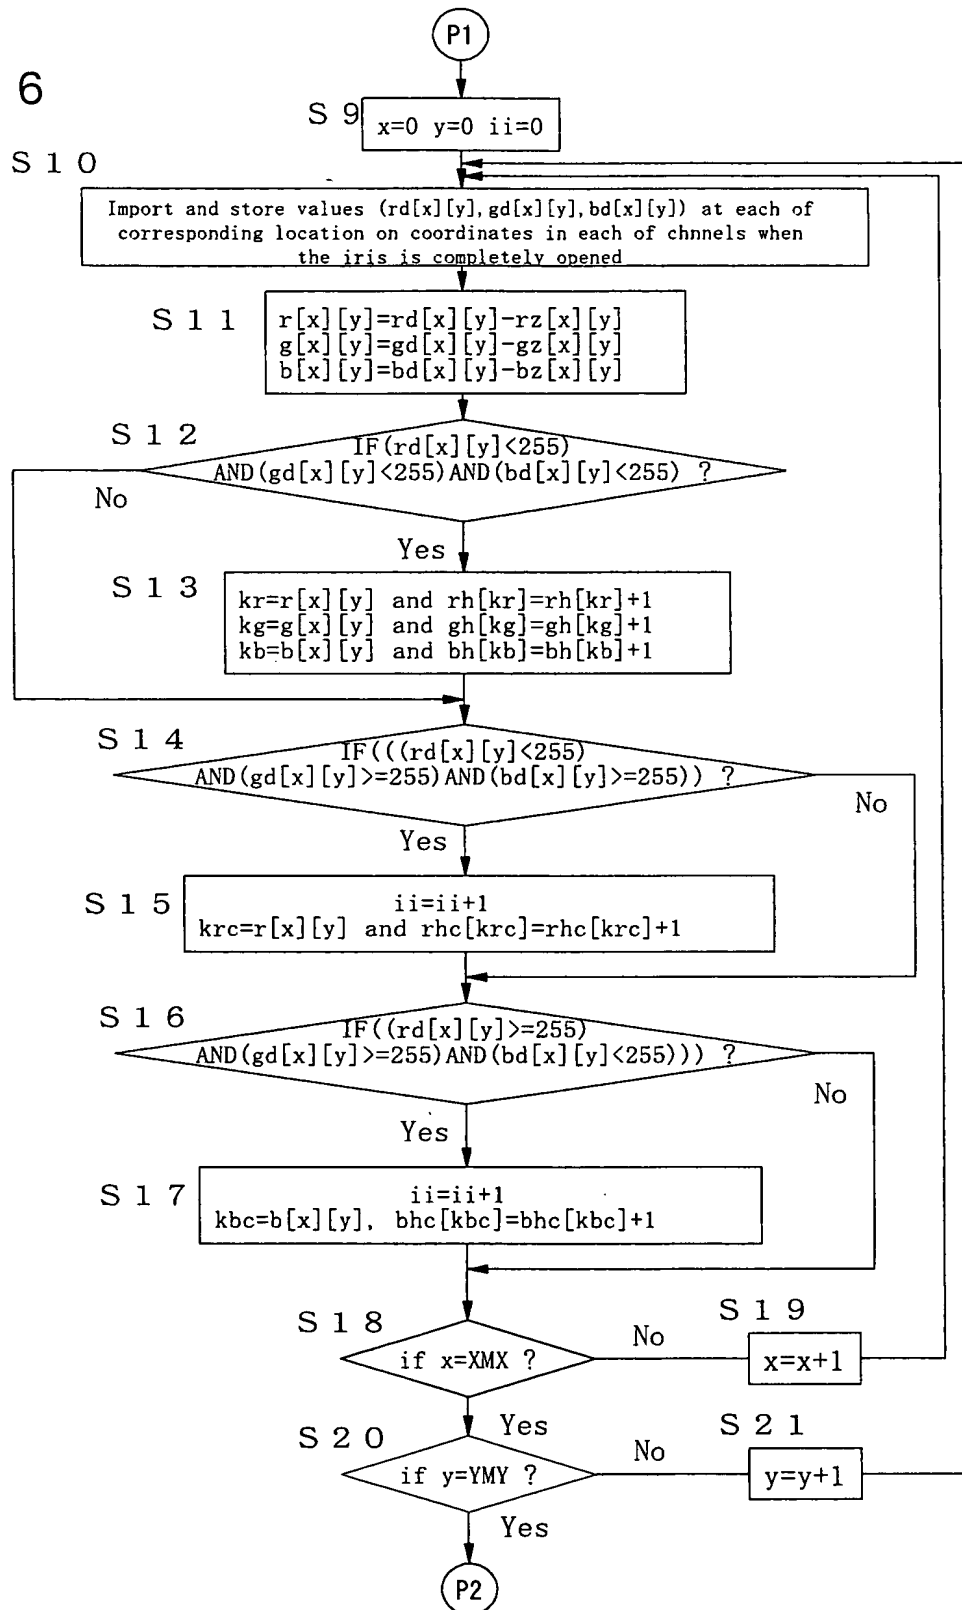 P1
6
S 9
x=0 y=0 ii=0
S 1 0
Import and store values (rd[x][y],gd[x][y],bd[x][y]) at each of
corresponding location on coordinates in each of chnnels when
the iris is completely opened
S 1 1
r[x][y]=rd[x][y]-rz[x][y]
g[x][y]=gd[x][y]-gz[x][y]
b[x][y]=bd[x][y]-bz[x][y]
S 1 2
IF(rd[x][y]<255)
AND(gd[x][y]<255)AND(bd[x][y]<255) ?
No
Yes
S 1 3
kr=r[x][y] and rh[kr]=rh[kr]+1
kg=g[x][y] and gh[kg]=gh[kg]+1
kb=b[x][y] and bh[kb]=bh[kb]+1
S 1 4
IF(((rd[x][y]<255)
AND(gd[x][y]>=255)AND(bd[x][y]>=255)) ?
No
Yes
S 1 5
ii=ii+1
krc=r[x][y] and rhc[krc]=rhc[krc]+1
S 1 6
IF((rd[x][y]>=255)
AND(gd[x][y]>=255)AND(bd[x][y]<255))) ?
No
Yes
S 1 7
ii=ii+1
kbc=b[x][y], bhc[kbc]=bhc[kbc]+1
S 1 8
if x=XMX ?
No
S 1 9
x=x+1
Yes
S 2 0
if y=YMY ?
No
S 2 1
y=y+1
Yes
P2